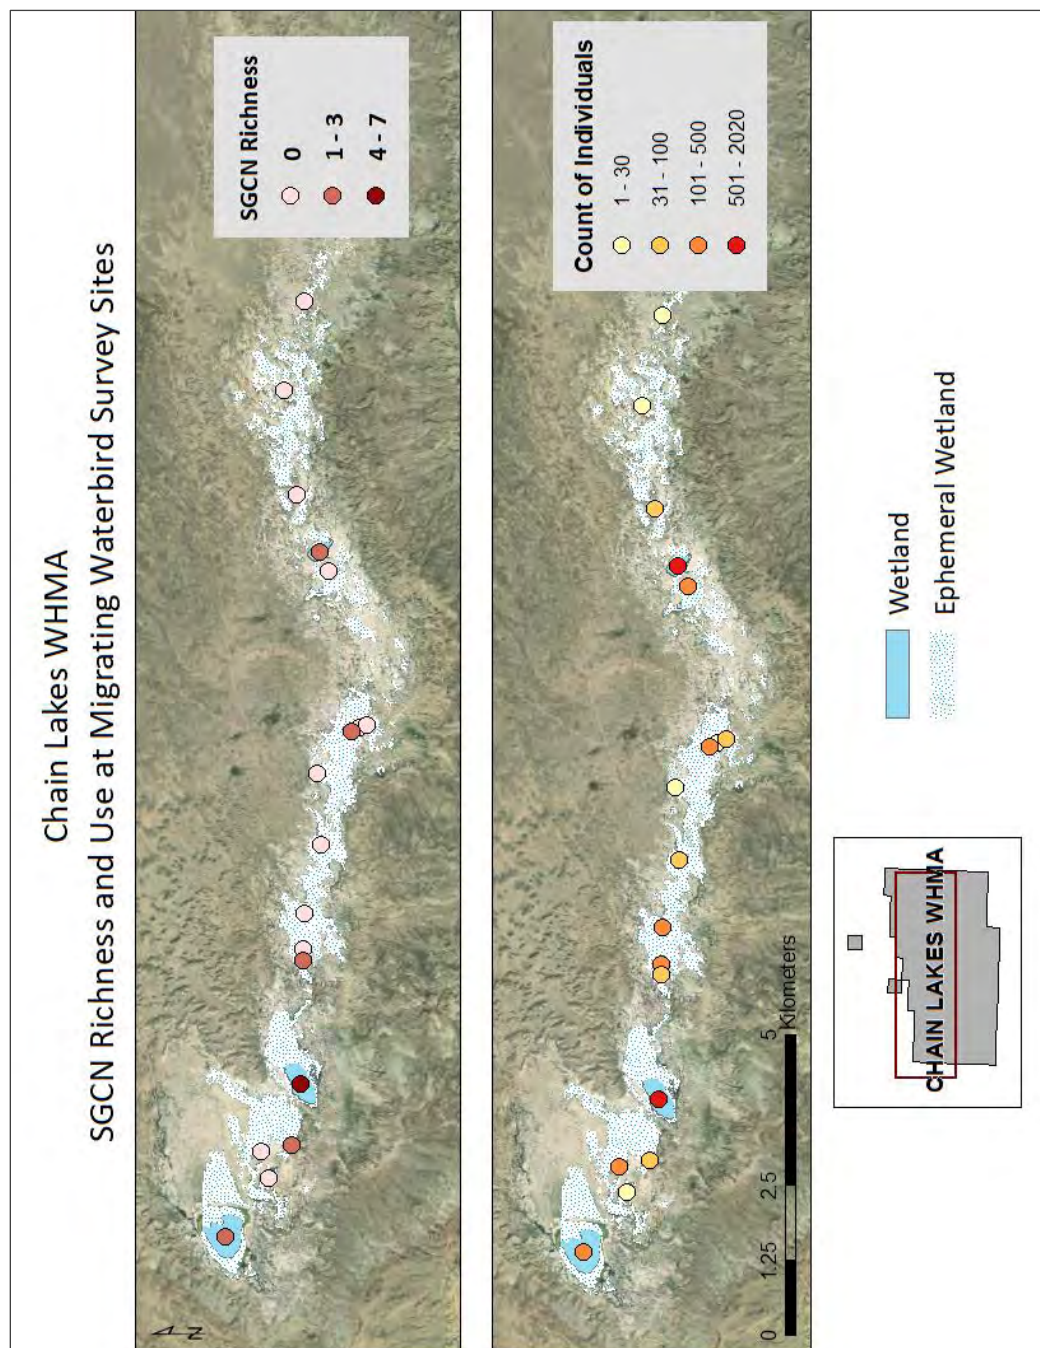 Chain Lakes WHMA
SGCN Richness and Use at Migrating Waterbird Survey Sites
SGCN Richness
0
1 - 3
4 - 7
Count of Individuals
1 - 30
31 - 100
101 - 500
501 - 2020
N
0 1.25 2.5 5
Kilometers
CHAIN LAKES WHMA
Wetland
Ephemeral Wetland